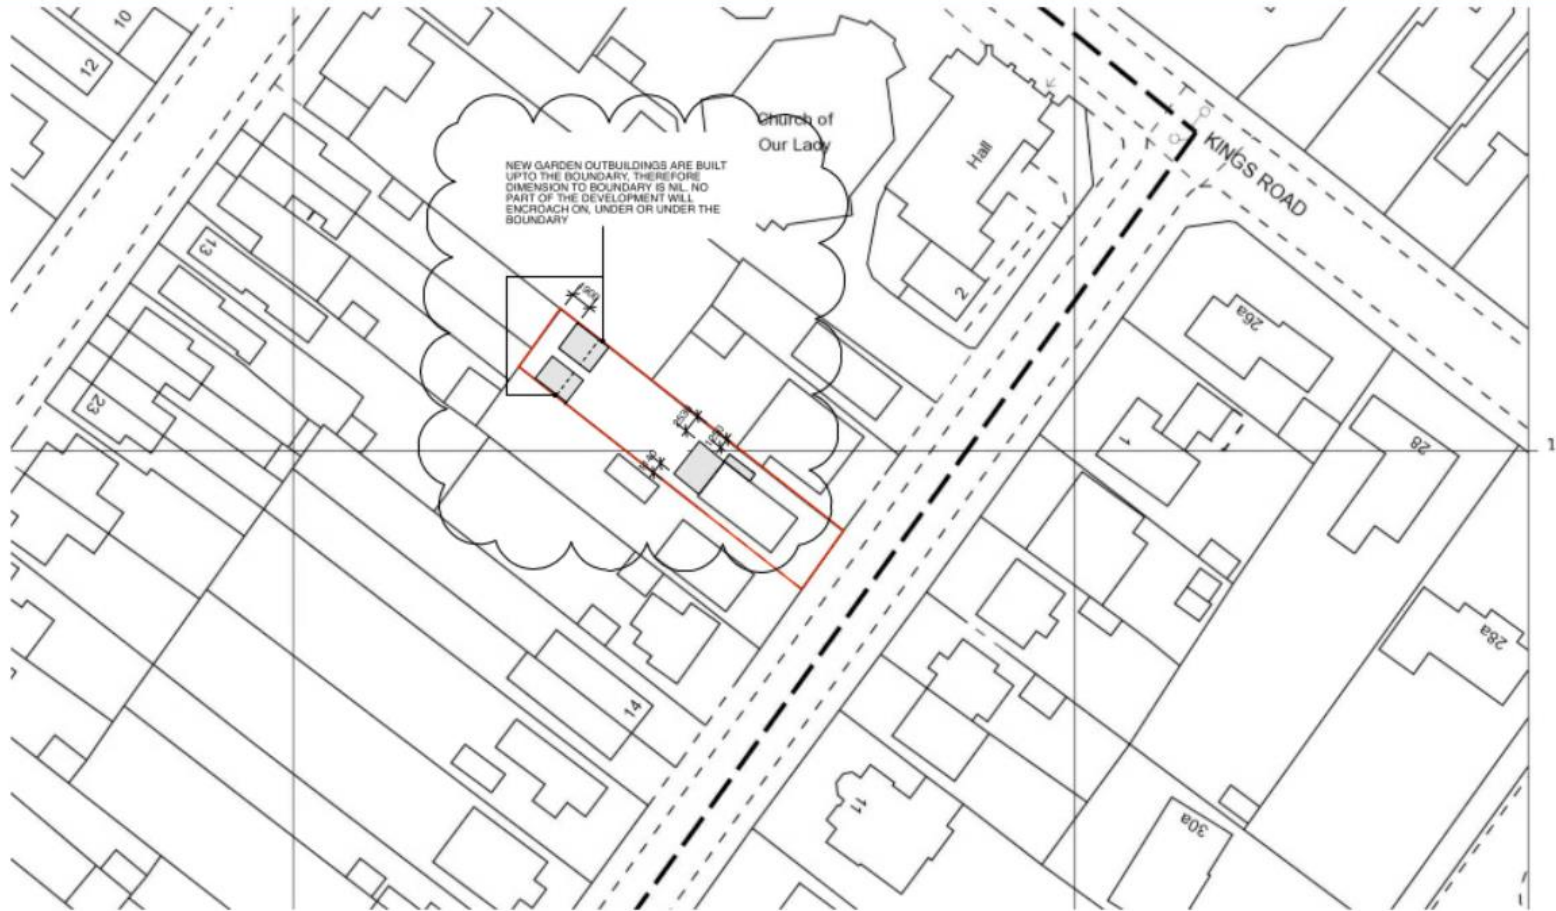 10
12
Church of
Our Lady
Hall
KINGS ROAD
NEW GARDEN OUTBUILDINGS ARE BUILT
UPTO THE BOUNDARY, THEREFORE
DIMENSION TO BOUNDARY IS NIL. NO
PART OF THE DEVELOPMENT WILL
ENCROACH ON, UNDER OR UNDER THE
BOUNDARY
13
2
26a
23
1
28
1
28a
14
11
30a